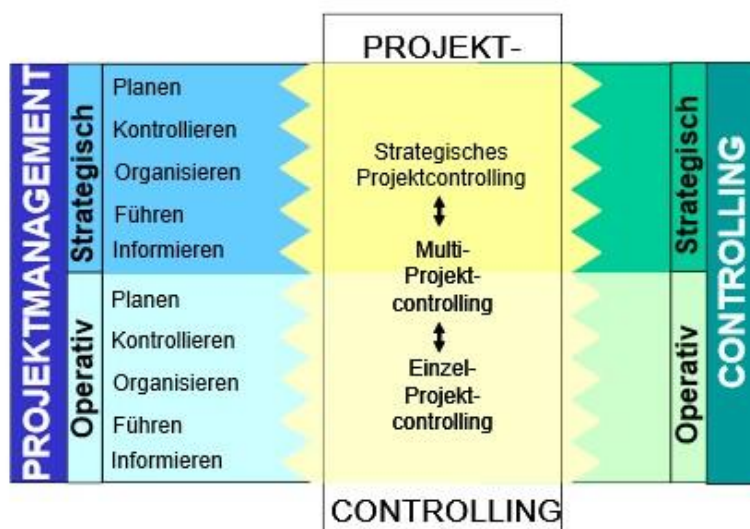 PROJEKT-
PROJEKTMANAGEMENT
Strategisch
Planen
Kontrollieren
Organisieren
Führen
Informieren
Operativ
Planen
Kontrollieren
Organisieren
Führen
Informieren
Strategisches
Projektcontrolling
Multi-
Projekt-
controlling
Einzel-
Projekt-
controlling
Strategisch
Operativ
CONTROLLING
CONTROLLING